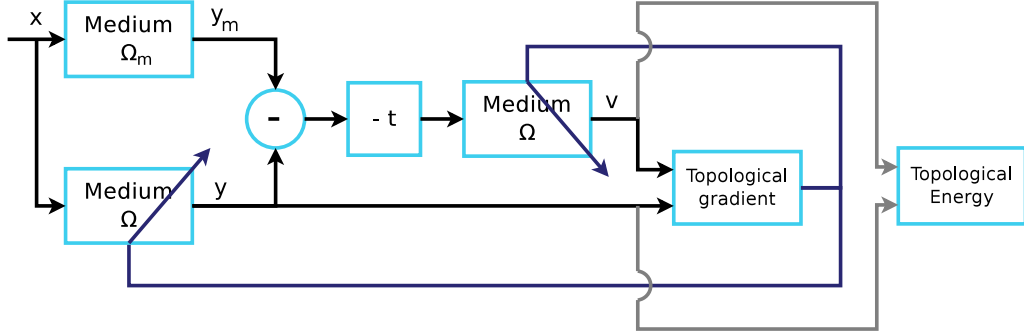 x
Medium
Ωm
ym
-
- t
Medium
Ω
v
Medium
Ω
y
Topological
gradient
Topological
Energy